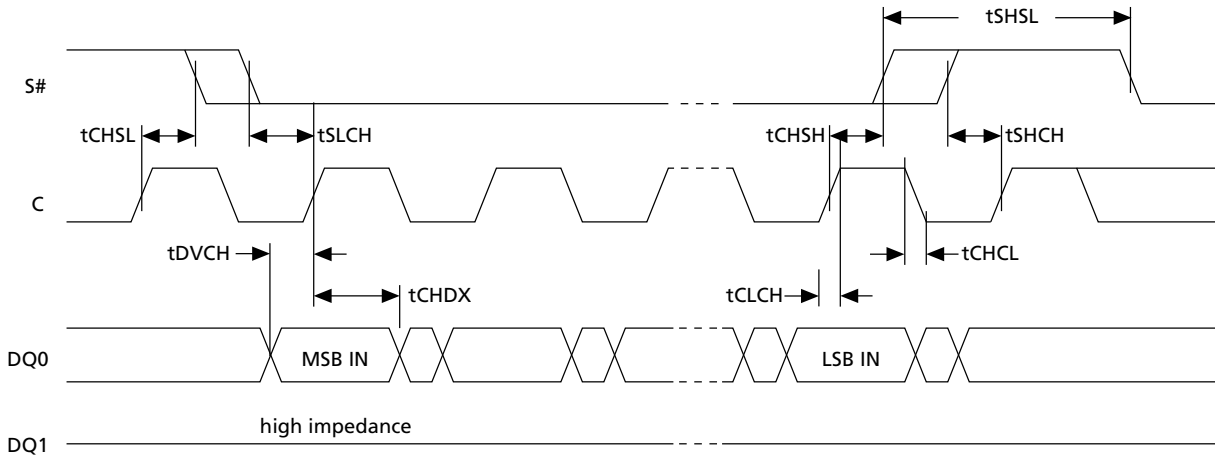 tSHSL
S#
tCHSL
tSLCH
tCHSH
tSHCH
C
tDVCH
tCHCL
tCHDX
tCLCH
DQ0
MSB IN
LSB IN
high impedance
DQ1